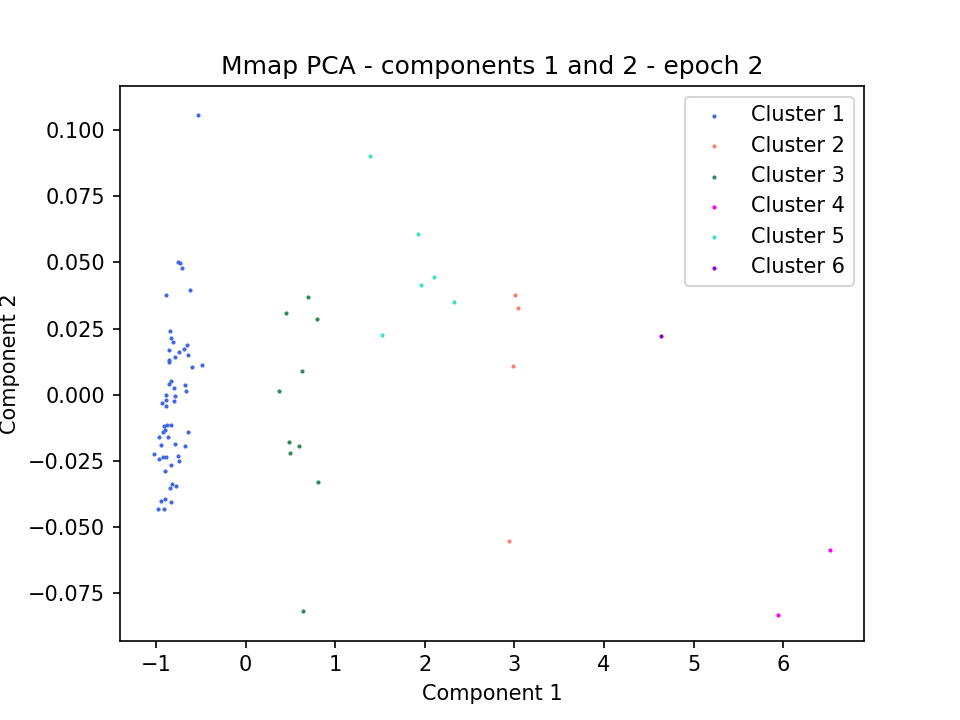 Mmap PCA - components 1 and 2 - epoch 2
Cluster 1
Cluster 2
Cluster 3
Cluster 4
Cluster 5
Cluster 6
0.100
0.075
0.050
0.025
0.000
−0.025
−0.050
−0.075
Component 2
−1 0 1 2 3 4 5 6
Component 1